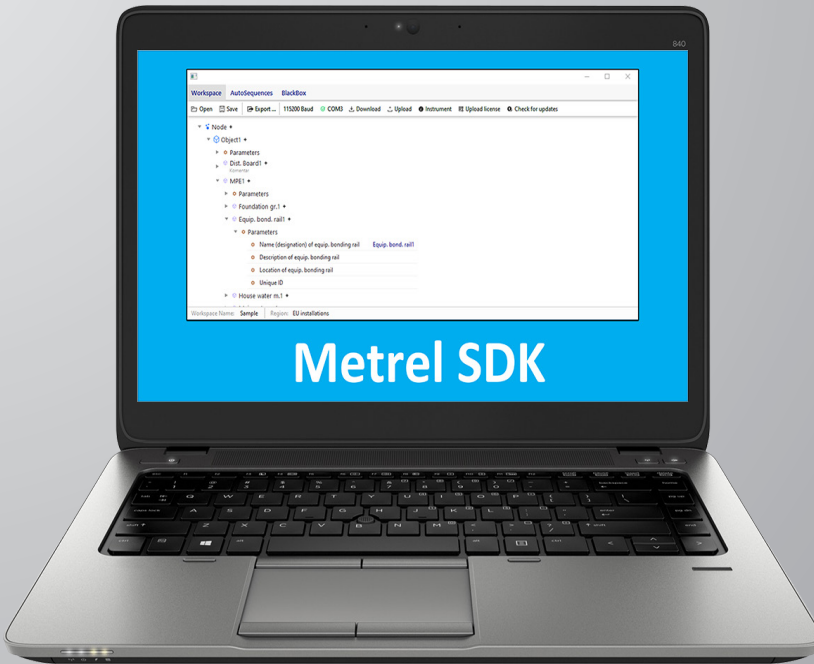 840
Workspace AutoSequences BlackBox
Open Save Export ... 115200 Baud COM3 Download Upload Instrument Upload license Check for updates
Node +
Object1 +
Parameters
Dist. Board1 +
Komentar
MPE1 +
Parameters
Foundation gr.1 +
Equip. bond. rail1 +
Parameters
Name (designation) of equip. bonding rail Equip. bond. rail1
Description of equip. bonding rail
Location of equip. bonding rail
Unique ID
House water m.1 +
Workspace Name: Sample Region: EU installations
Metrel SDK
Q W E R T Y U I O P
A S D F G H J K L
Z X C V B N M